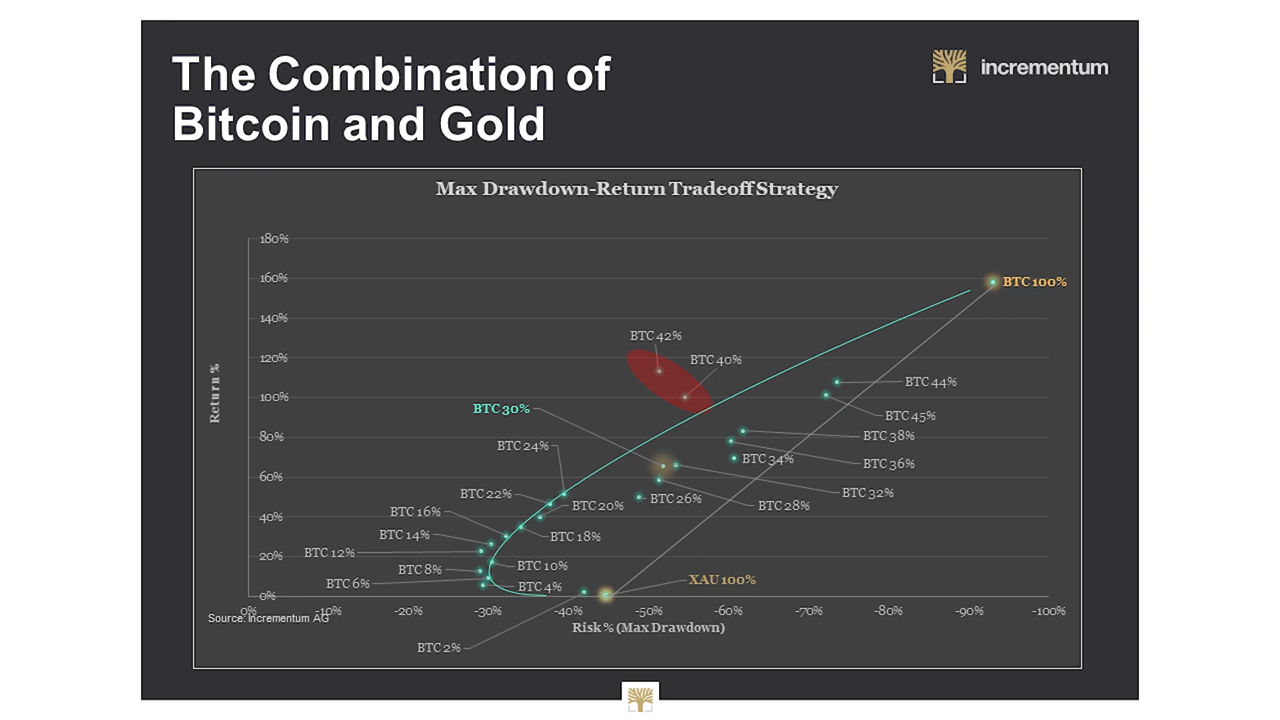 The Combination of
Bitcoin and Gold
incrementum
Max Drawdown-Return Tradeoff Strategy
180%
160%
140%
120%
100%
80%
60%
40%
20%
0%
Return %
BTC 100%
BTC 42%
BTC 40%
BTC 44%
BTC 30%
BTC 45%
BTC 38%
BTC 24%
BTC 34%
BTC 36%
BTC 22%
BTC 26%
BTC 32%
BTC 20%
BTC 28%
BTC 16%
BTC 14%
BTC 18%
BTC 12%
BTC 8%
BTC 10%
BTC 6%
BTC 4%
XAU 100%
BTC 2%
0%
-10%
-20%
-30%
-40%
-50%
-60%
-70%
-80%
-90%
-100%
Source: Incrementum AG
Risk % (Max Drawdown)